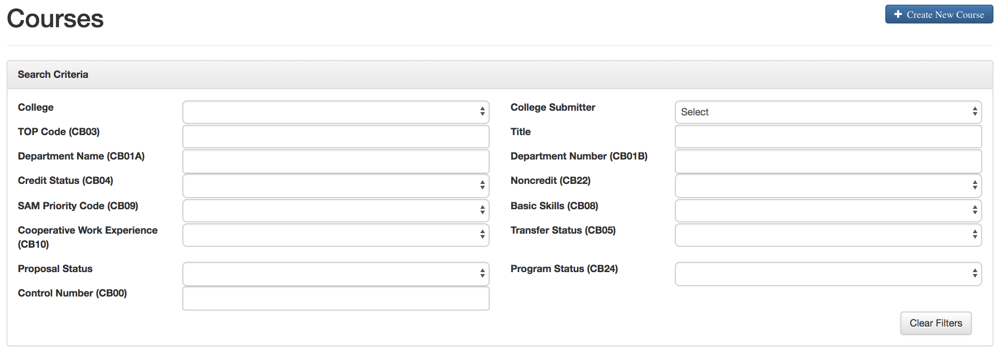 Courses
Create New Course
Search Criteria
College
College Submitter
Select
TOP Code (CB03)
Title
Department Name (CB01A)
Department Number (CB01B)
Credit Status (CB04)
Noncredit (CB22)
SAM Priority Code (CB09)
Basic Skills (CB08)
Cooperative Work Experience
(CB10)
Transfer Status (CB05)
Proposal Status
Program Status (CB24)
Control Number (CB00)
Clear Filters